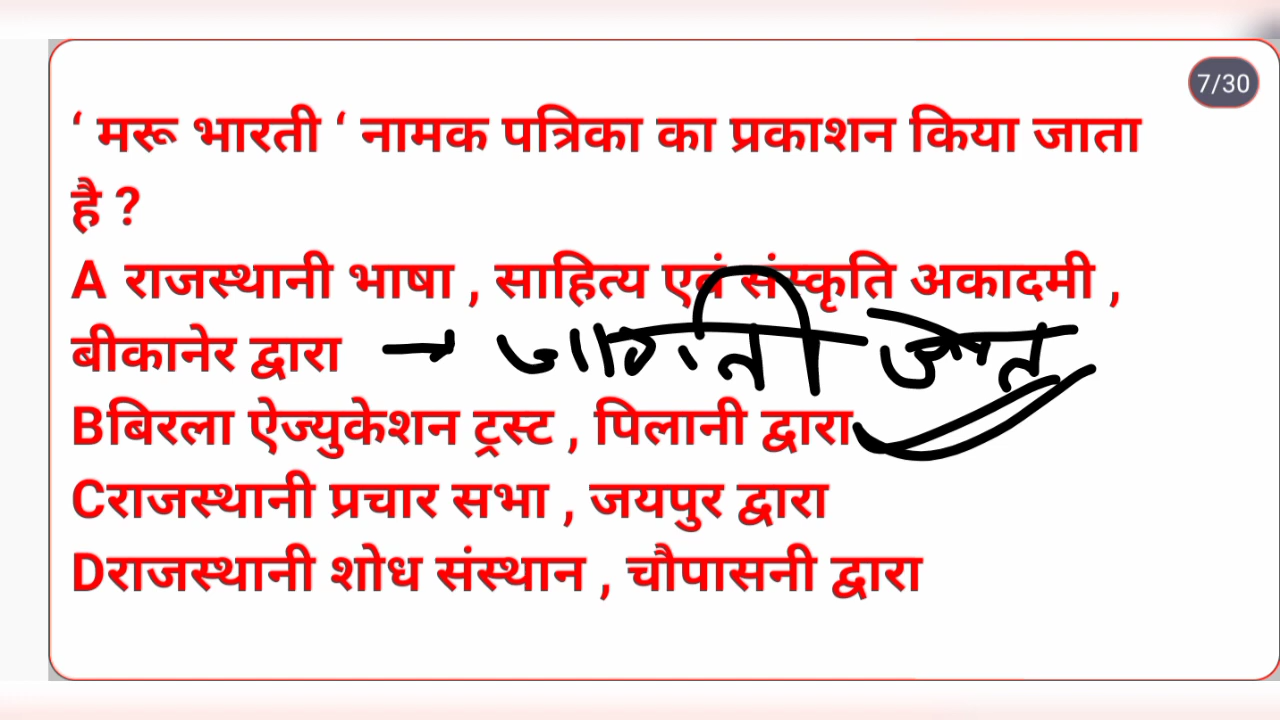 7/30
‘ मरू भारती ‘ नामक पत्रिका का प्रकाशन किया जाता
है ?
A राजस्थानी भाषा , साहित्य एवं संस्कृति अकादमी ,
बीकानेर द्वारा → जागती जोत
Bबिरला ऐज्युकेशन ट्रस्ट , पिलानी द्वारा
Cराजस्थानी प्रचार सभा , जयपुर द्वारा
Dराजस्थानी शोध संस्थान , चौपासनी द्वारा